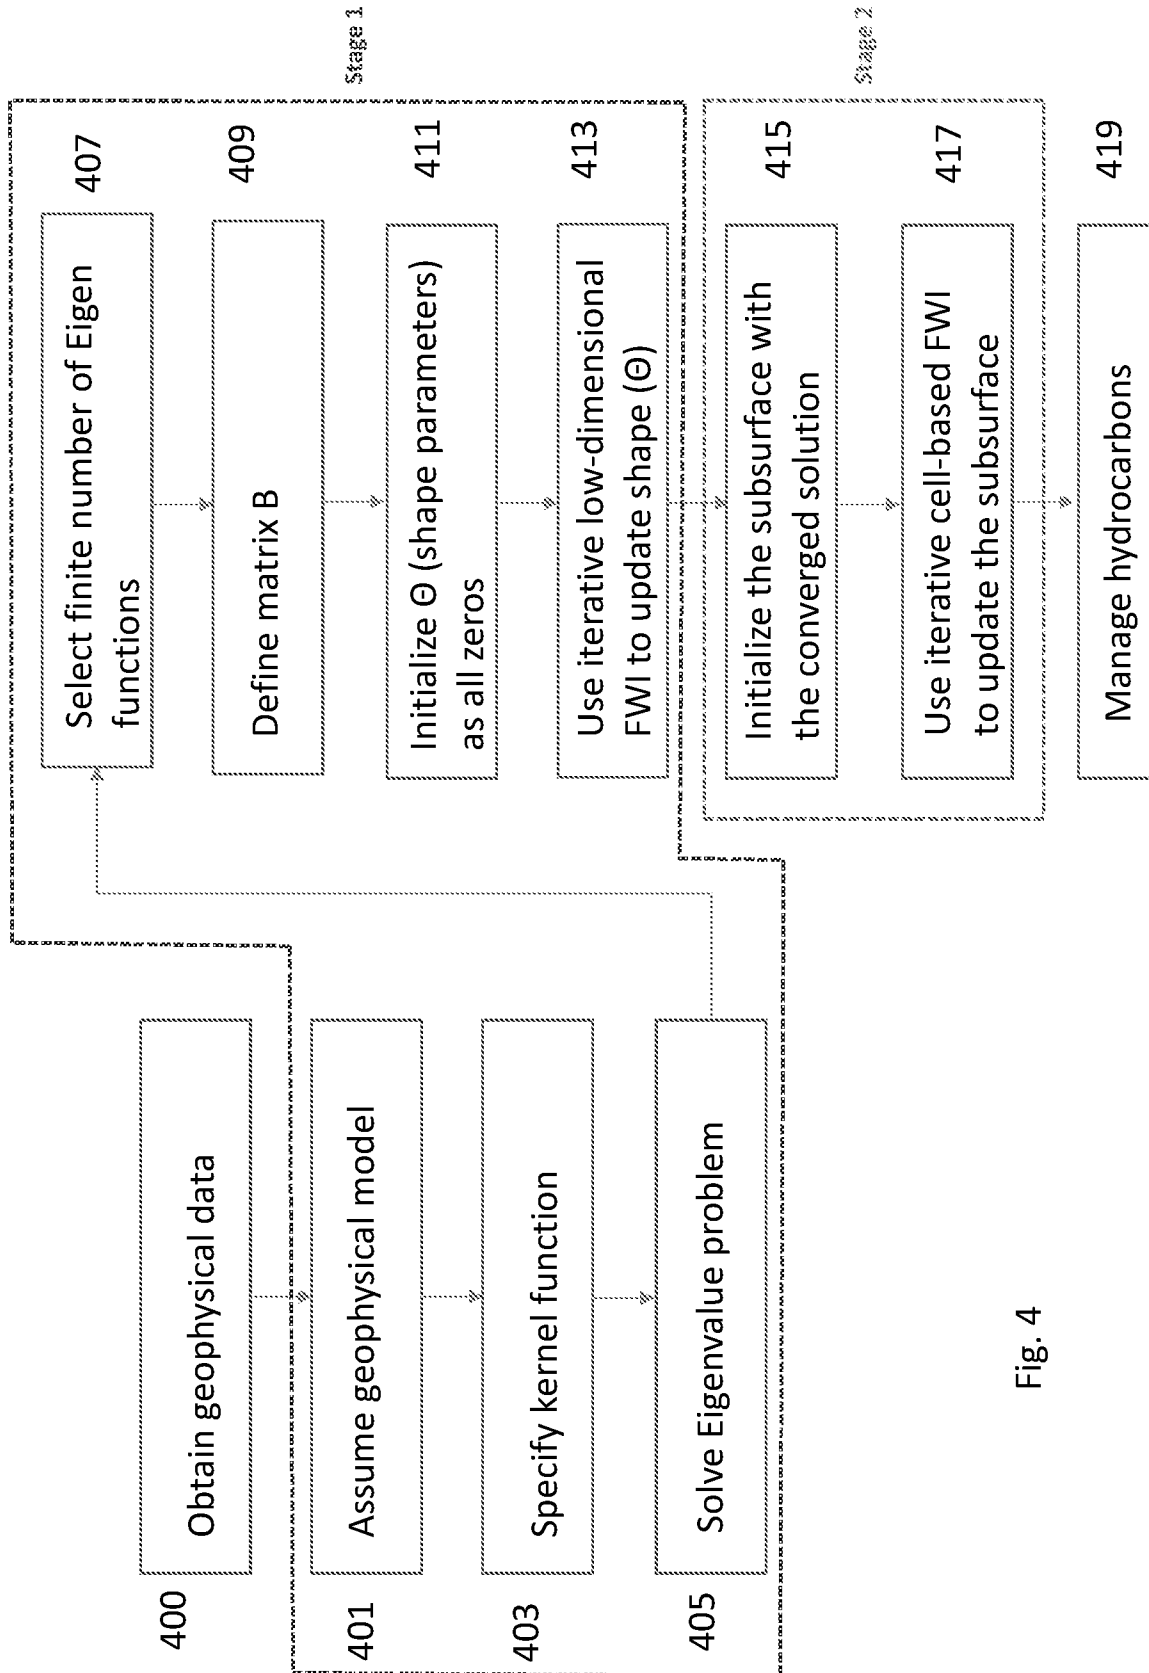 400
Obtain geophysical data
401
Assume geophysical model
403
Specify kernel function
405
Solve Eigenvalue problem
Stage 1
Select finite number of Eigen
functions
407
Define matrix B
409
Initialize Θ (shape parameters)
as all zeros
411
Use iterative low-dimensional
FWI to update shape (Θ)
413
Stage 2
Initialize the subsurface with
the converged solution
415
Use iterative cell-based FWI
to update the subsurface
417
Manage hydrocarbons
419
Fig. 4